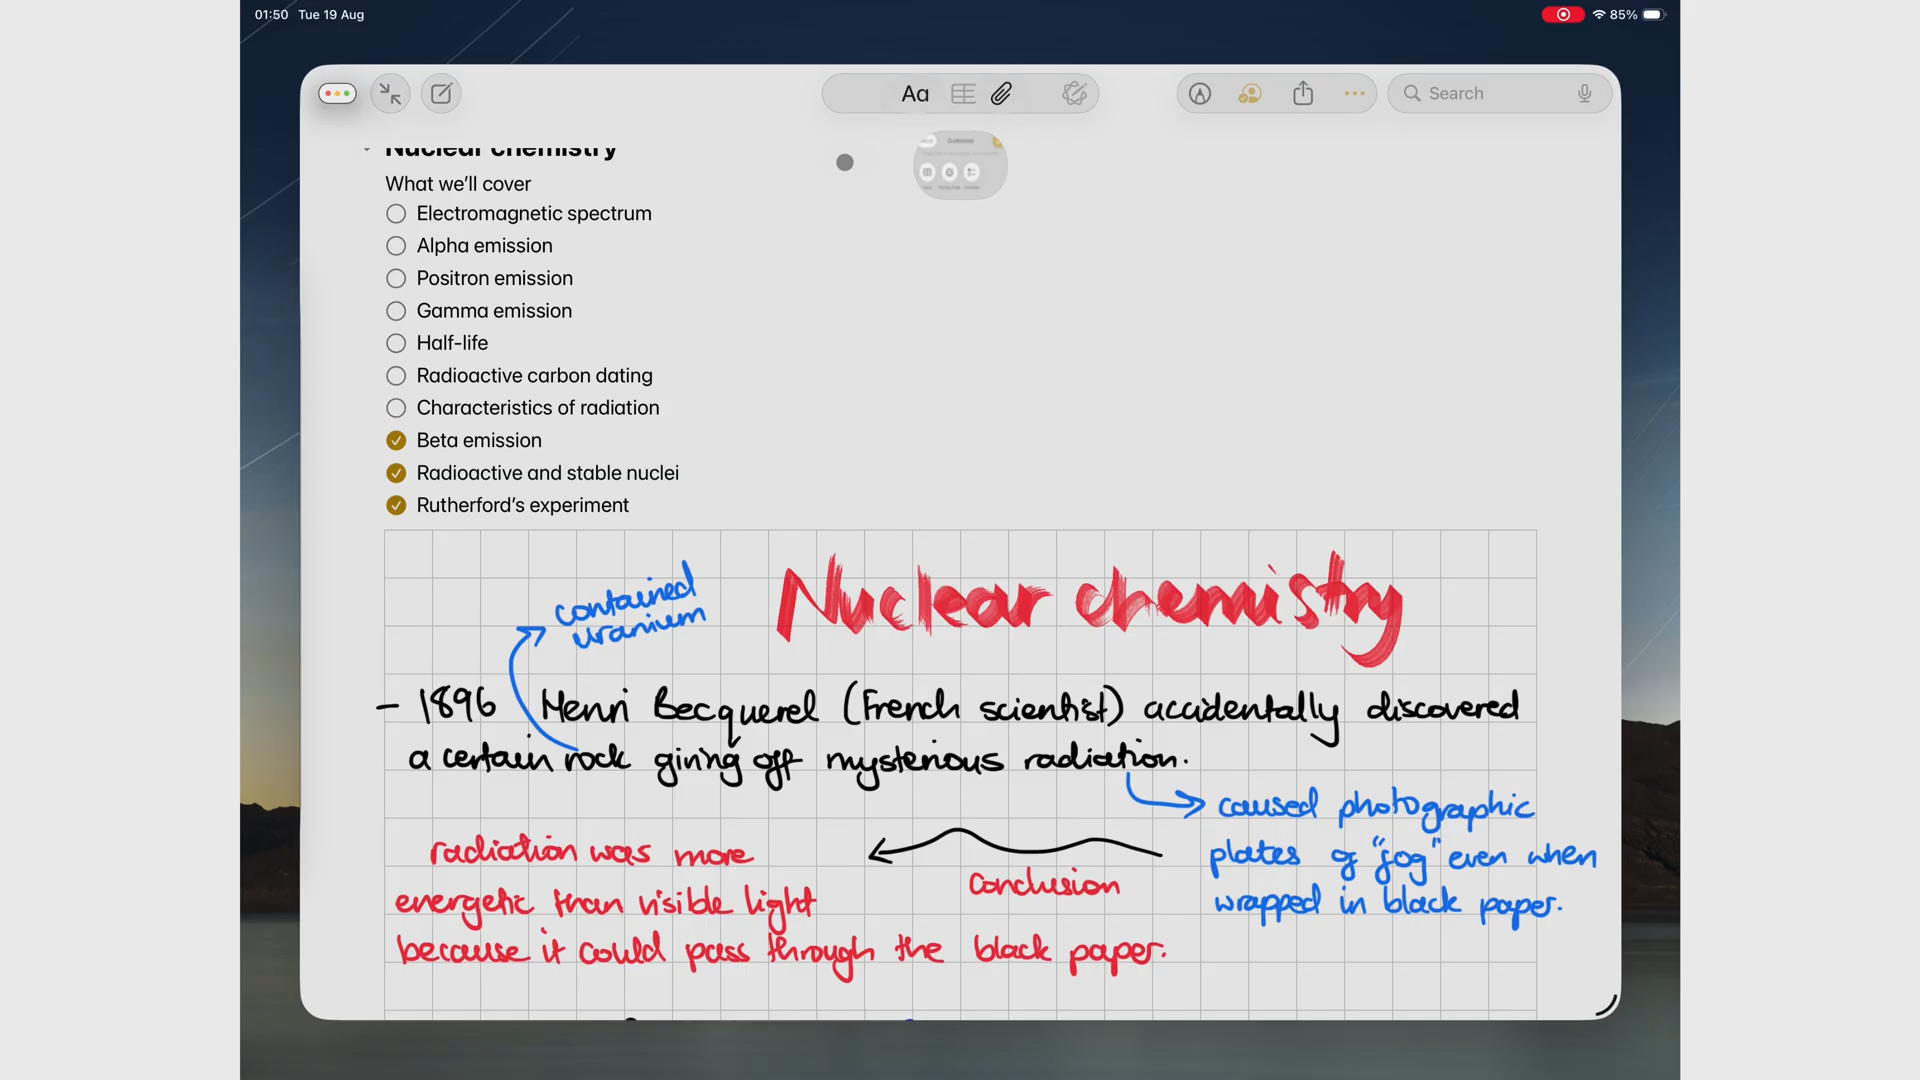 01:50 Tue 19 Aug
85%
Aa
Search
Customise
Nuclear chemistry
What we'll cover
Electromagnetic spectrum
Alpha emission
Positron emission
Gamma emission
Half-life
Radioactive carbon dating
Characteristics of radiation
Beta emission
Radioactive and stable nuclei
Rutherford's experiment
Nuclear chemistry
contained
uranium
- 1896 Henri Becquerel (French scientist) accidentally discovered
a certain rock giving off mysterious radiation.
caused photographic
plates of "fog" even when
wrapped in black paper.
Conclusion
radiation was more
energetic than visible light
because it could pass through the black paper.